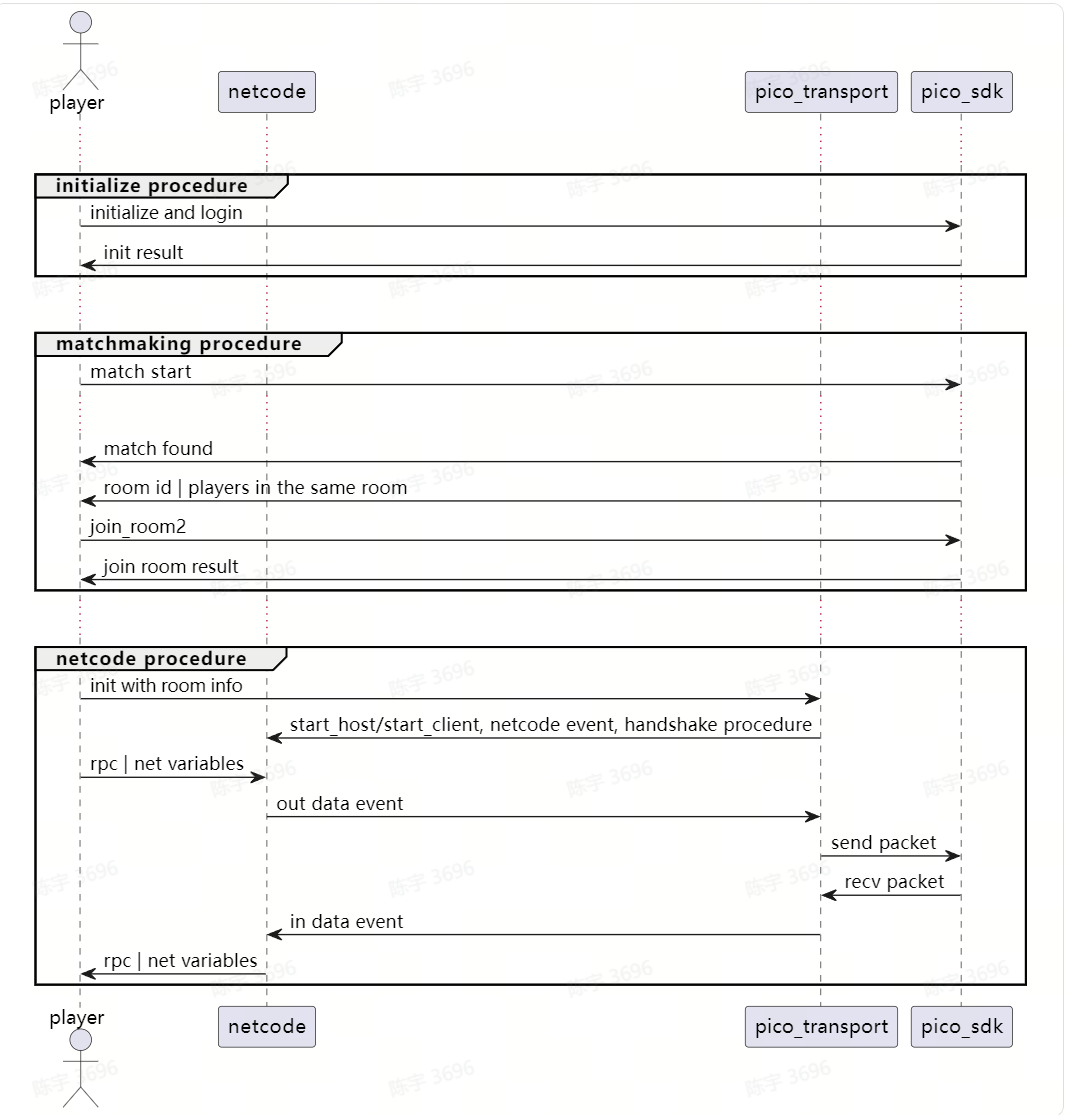 player
netcode
pico_transport
pico_sdk
initialize procedure
initialize and login
init result
matchmaking procedure
match start
match found
room id | players in the same room
join_room2
join room result
netcode procedure
init with room info
start_host/start_client, netcode event, handshake procedure
rpc | net variables
out data event
send packet
recv packet
in data event
rpc | net variables
player
netcode
pico_transport
pico_sdk
陈宇 3696